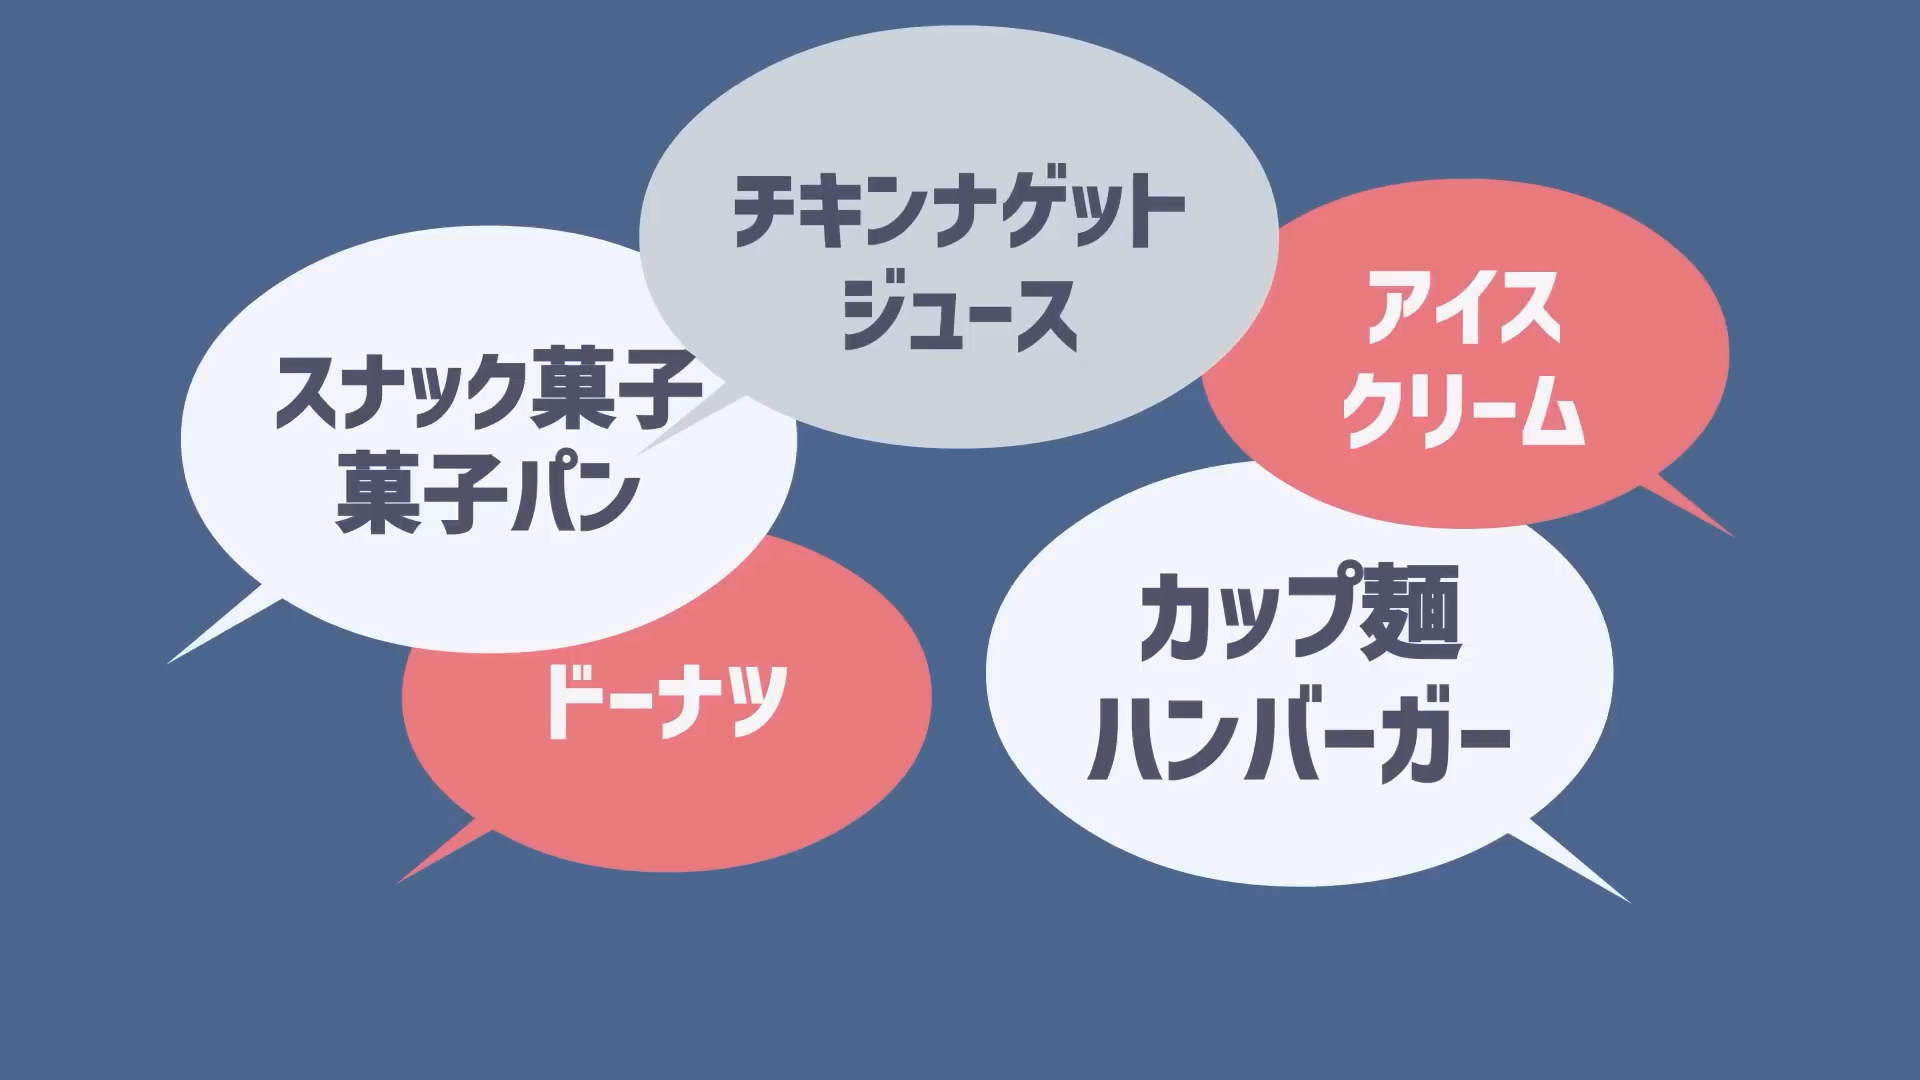 チキンナゲット
ジュース
アイス
クリーム
スナック菓子
菓子パン
カップ麺
ハンバーガー
ドーナツ